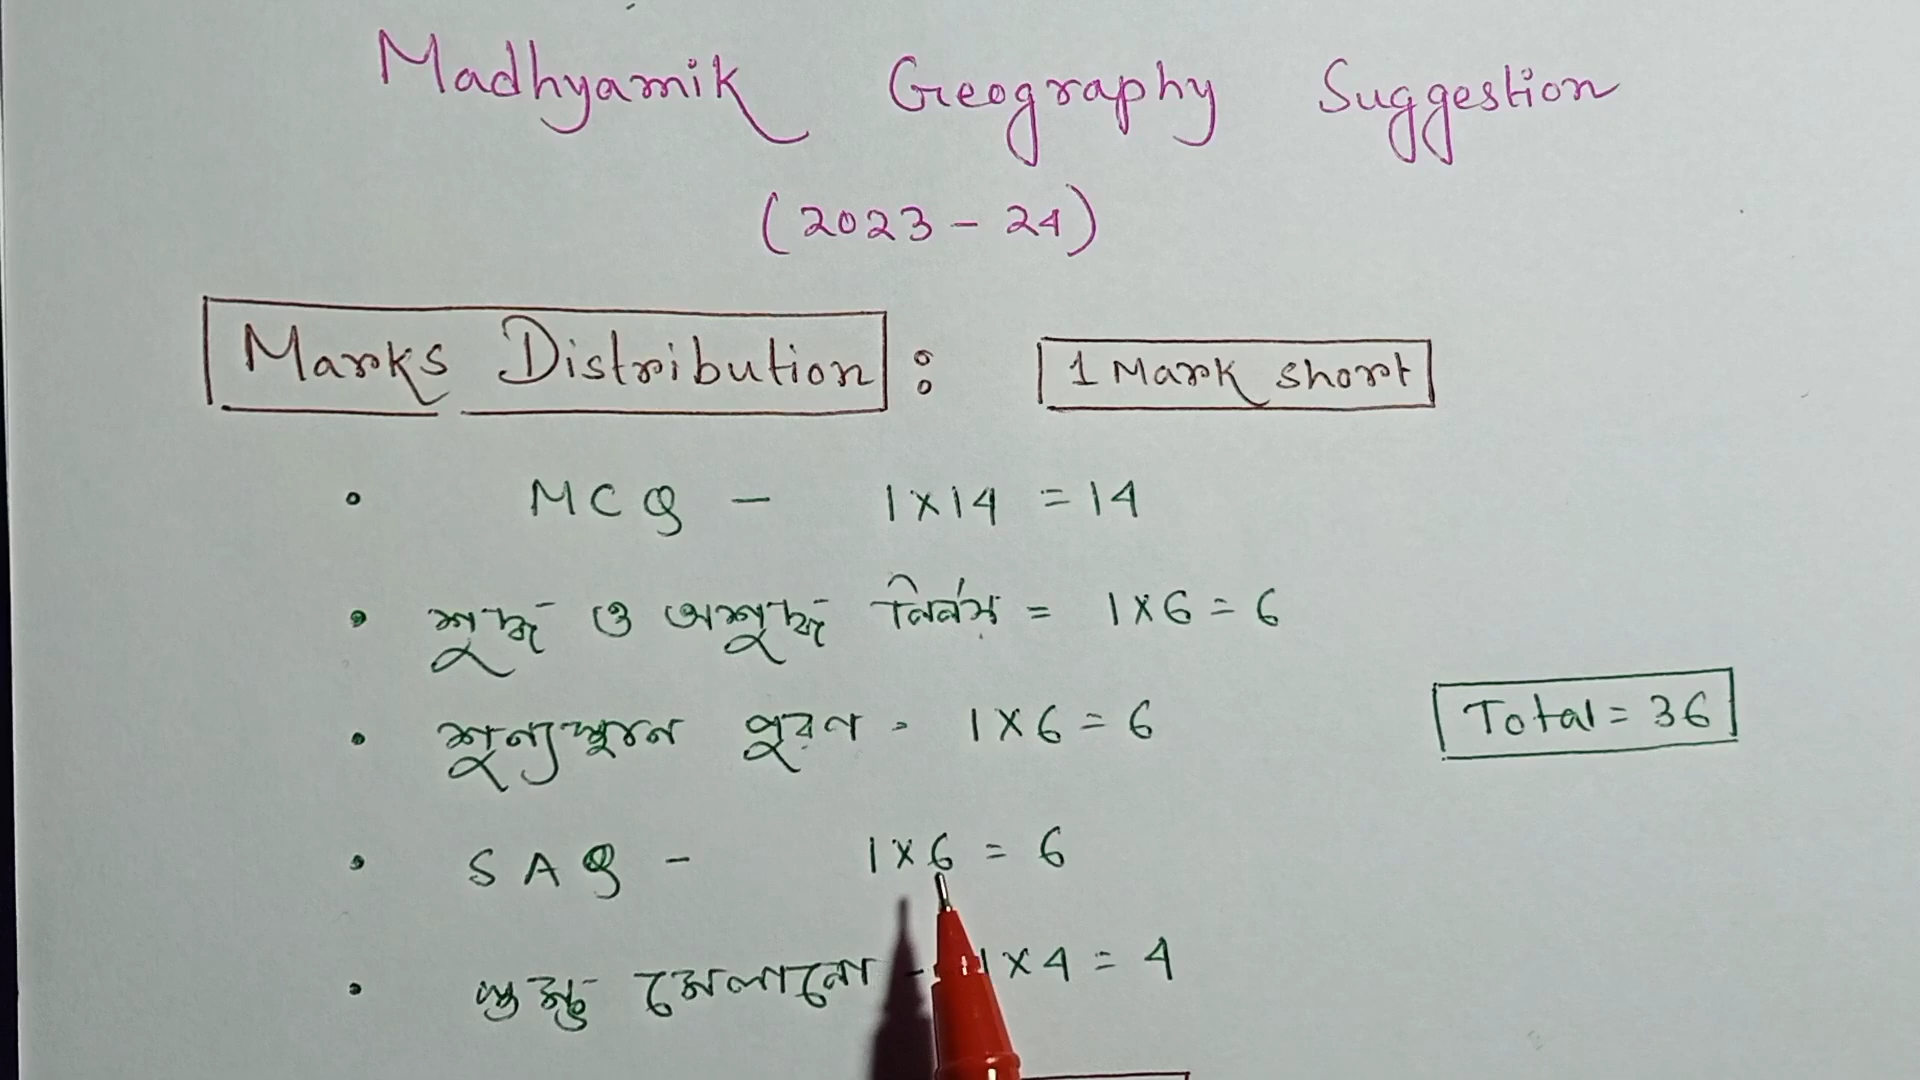 Madhyamik Geography Suggestion
(2023 - 24)
Marks Distribution : 1 Mark short
• MCQ - 1 x 14 = 14
• শুদ্ধ ও অশুদ্ধ নির্নয় = 1 x 6 = 6
• শূন্যস্থান পূরণ - 1 x 6 = 6
Total = 36
• SAQ - 1 x 6 = 6
• স্তম্ভ মেলানো - 1 x 4 = 4